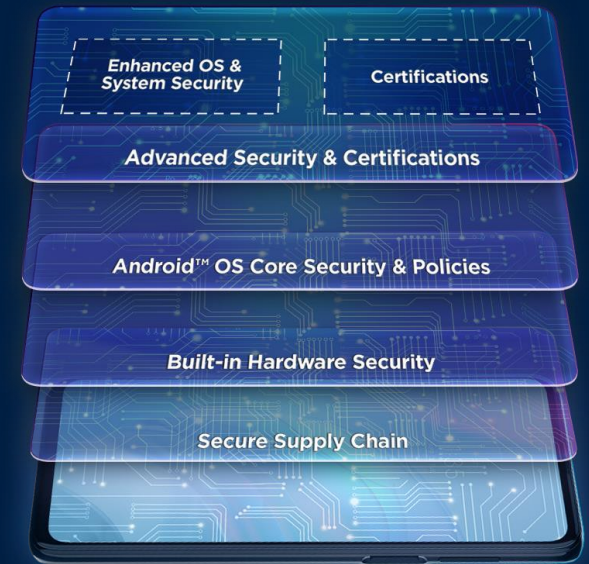 Enhanced OS &
System Security
Certifications
Advanced Security & Certifications
Android™ OS Core Security & Policies
Built-in Hardware Security
Secure Supply Chain